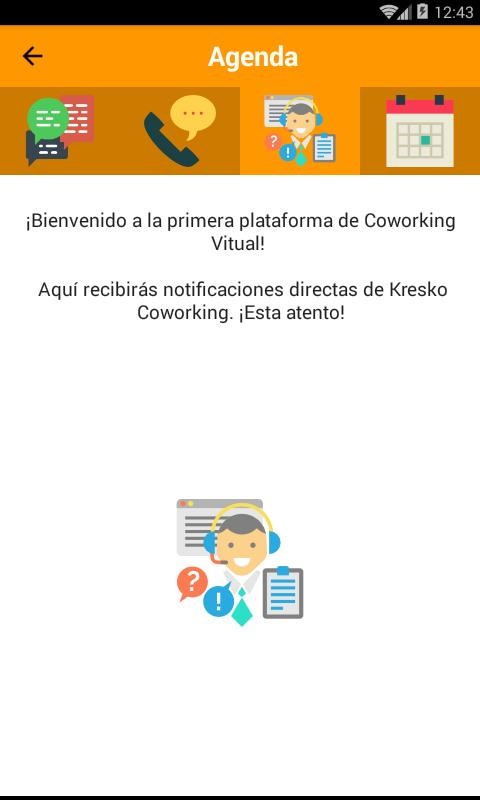 12:43
Agenda
¡Bienvenido a la primera plataforma de Coworking
Vitual!
Aquí recibirás notificaciones directas de Kresko
Coworking. ¡Esta atento!